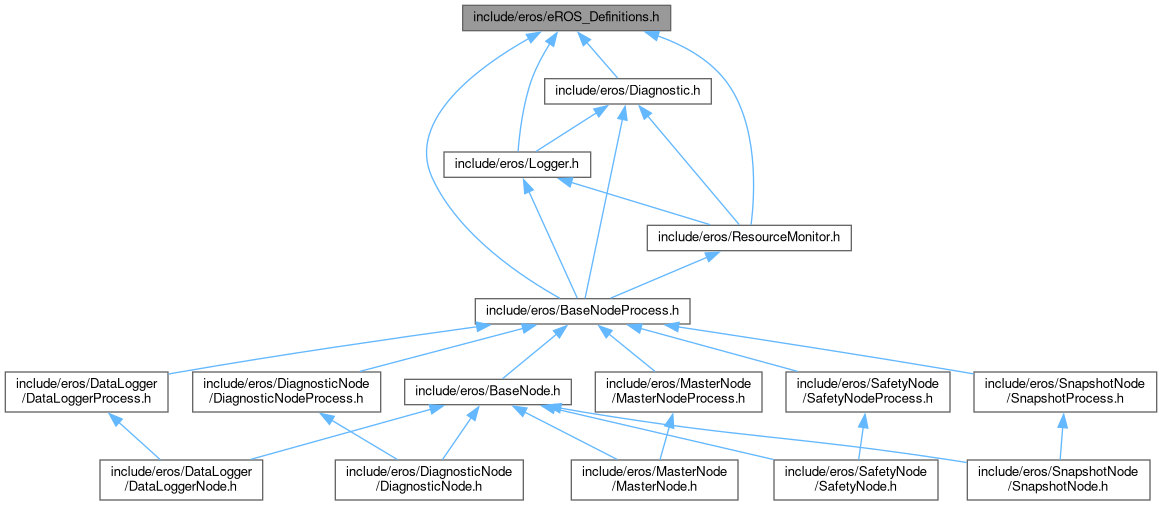 include/eros/eROS_Definitions.h
include/eros/Diagnostic.h
include/eros/Logger.h
include/eros/ResourceMonitor.h
include/eros/BaseNodeProcess.h
include/eros/DataLogger
/DataLoggerProcess.h
include/eros/DiagnosticNode
/DiagnosticNodeProcess.h
include/eros/BaseNode.h
include/eros/MasterNode
/MasterNodeProcess.h
include/eros/SafetyNode
/SafetyNodeProcess.h
include/eros/SnapshotNode
/SnapshotProcess.h
include/eros/DataLogger
/DataLoggerNode.h
include/eros/DiagnosticNode
/DiagnosticNode.h
include/eros/MasterNode
/MasterNode.h
include/eros/SafetyNode
/SafetyNode.h
include/eros/SnapshotNode
/SnapshotNode.h